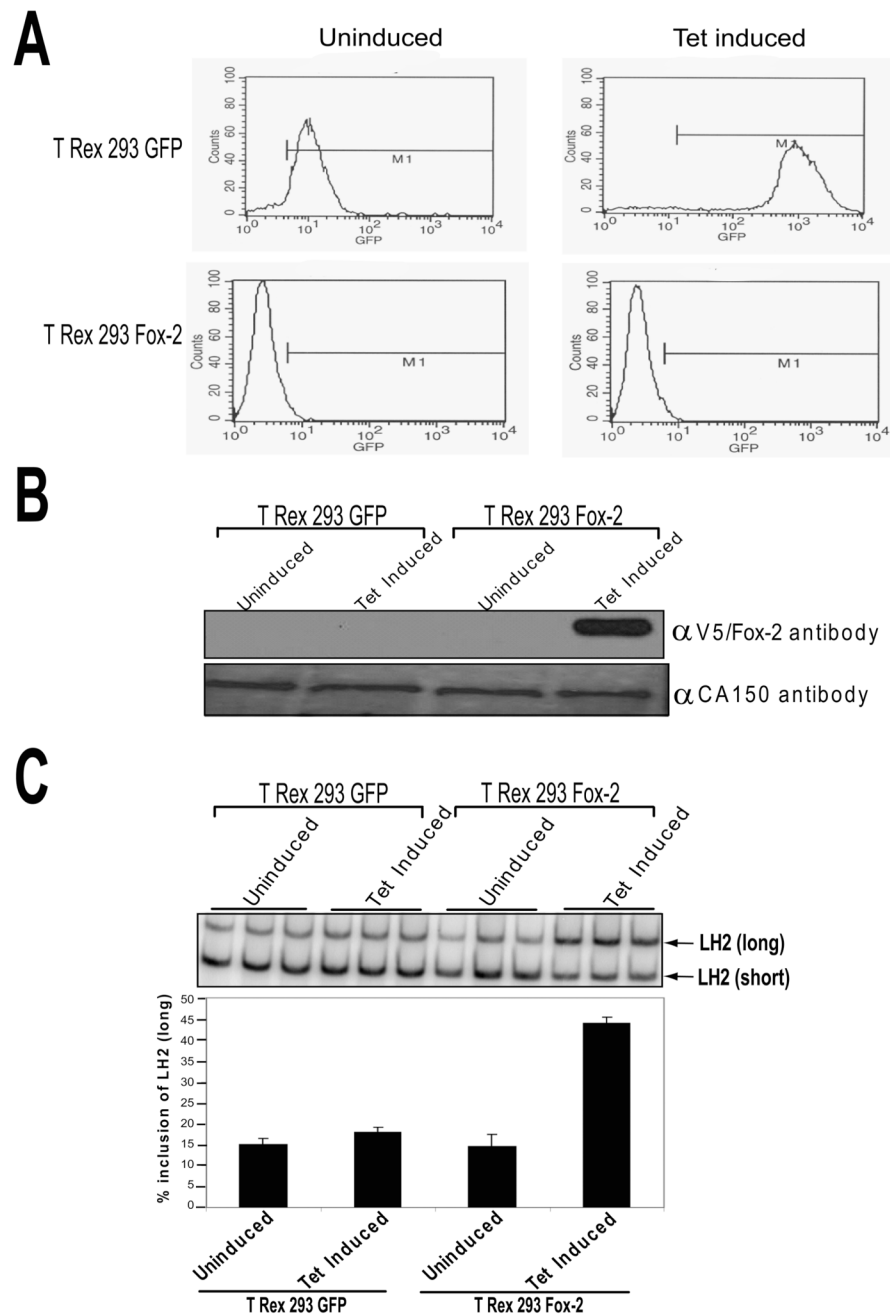 A
Uninduced
Tet induced
T Rex 293 GFP
Counts
100
80
60
40
20
0
M1
10^0 10^1 10^2 10^3 10^4
GFP
Counts
100
80
60
40
20
0
M1
10^0 10^1 10^2 10^3 10^4
GFP
T Rex 293 Fox-2
Counts
100
80
60
40
20
0
M1
10^0 10^1 10^2 10^3 10^4
GFP
Counts
100
80
60
40
20
0
M1
10^0 10^1 10^2 10^3 10^4
GFP
B
T Rex 293 GFP
T Rex 293 Fox-2
Uninduced
Tet Induced
Uninduced
Tet Induced
α V5/Fox-2 antibody
α CA150 antibody
C
T Rex 293 GFP
T Rex 293 Fox-2
Uninduced
Tet Induced
Uninduced
Tet Induced
LH2 (long)
LH2 (short)
% inclusion of LH2 (long)
50
45
40
35
30
25
20
15
10
5
0
Uninduced
Tet Induced
Uninduced
Tet Induced
T Rex 293 GFP
T Rex 293 Fox-2